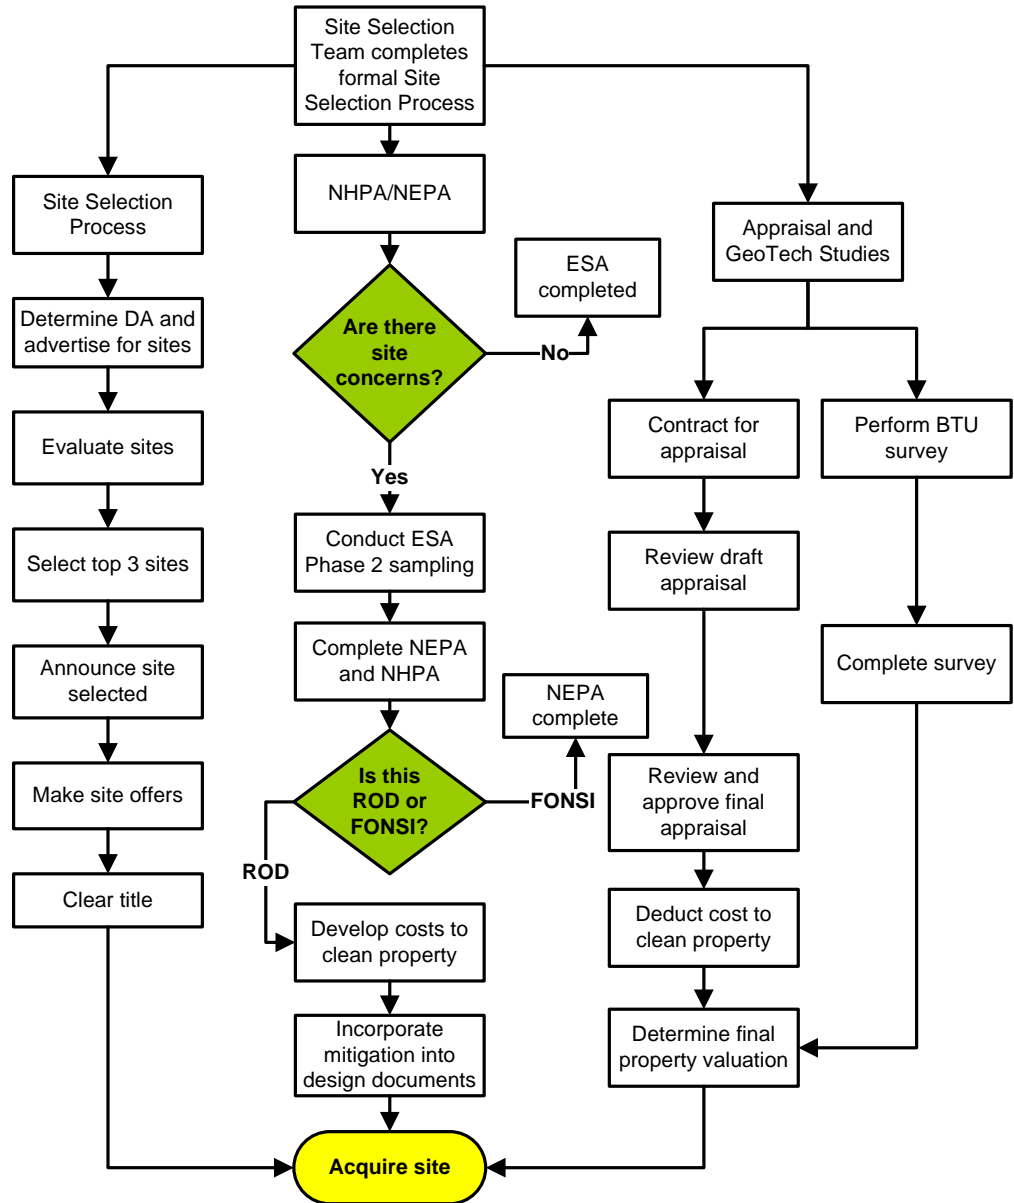 Site Selection
Team completes
formal Site
Selection Process
Site Selection
Process
Determine DA and
advertise for sites
Evaluate sites
Select top 3 sites
Announce site
selected
Make site offers
Clear title
NHPA/NEPA
Are there
site
concerns?
No
ESA
completed
Yes
Conduct ESA
Phase 2 sampling
Complete NEPA
and NHPA
Is this
ROD or
FONSI?
FONSI
NEPA
complete
ROD
Develop costs to
clean property
Incorporate
mitigation into
design documents
Appraisal and
GeoTech Studies
Contract for
appraisal
Review draft
appraisal
Review and
approve final
appraisal
Deduct cost to
clean property
Determine final
property valuation
Perform BTU
survey
Complete survey
Acquire site